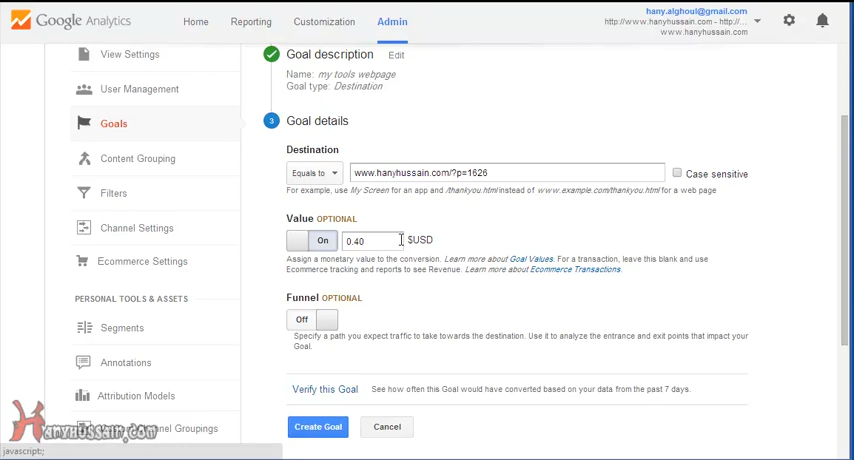 Google Analytics
Home
Reporting
Customization
Admin
hany.alghoul@gmail.com
http://www.hanyhussain.com - http://...
www.hanyhussain.com
View Settings
User Management
Goals
Content Grouping
Filters
Channel Settings
Ecommerce Settings
PERSONAL TOOLS & ASSETS
Segments
Annotations
Attribution Models
Channel Groupings
Goal description Edit
Name: my tools webpage
Goal type: Destination
3 Goal details
Destination
Equals to www.hanyhussain.com/?p=1626 Case sensitive
For example, use My Screen for an app and /thankyou.html instead of www.example.com/thankyou.html for a web page
Value OPTIONAL
On 0.40 $USD
Assign a monetary value to the conversion. Learn more about Goal Values. For a transaction, leave this blank and use
Ecommerce tracking and reports to see Revenue. Learn more about Ecommerce Transactions.
Funnel OPTIONAL
Off
Specify a path you expect traffic to take towards the destination. Use it to analyze the entrance and exit points that impact your
Goal.
Verify this Goal See how often this Goal would have converted based on your data from the past 7 days.
Create Goal Cancel
HanyHussain.com
javascript:;